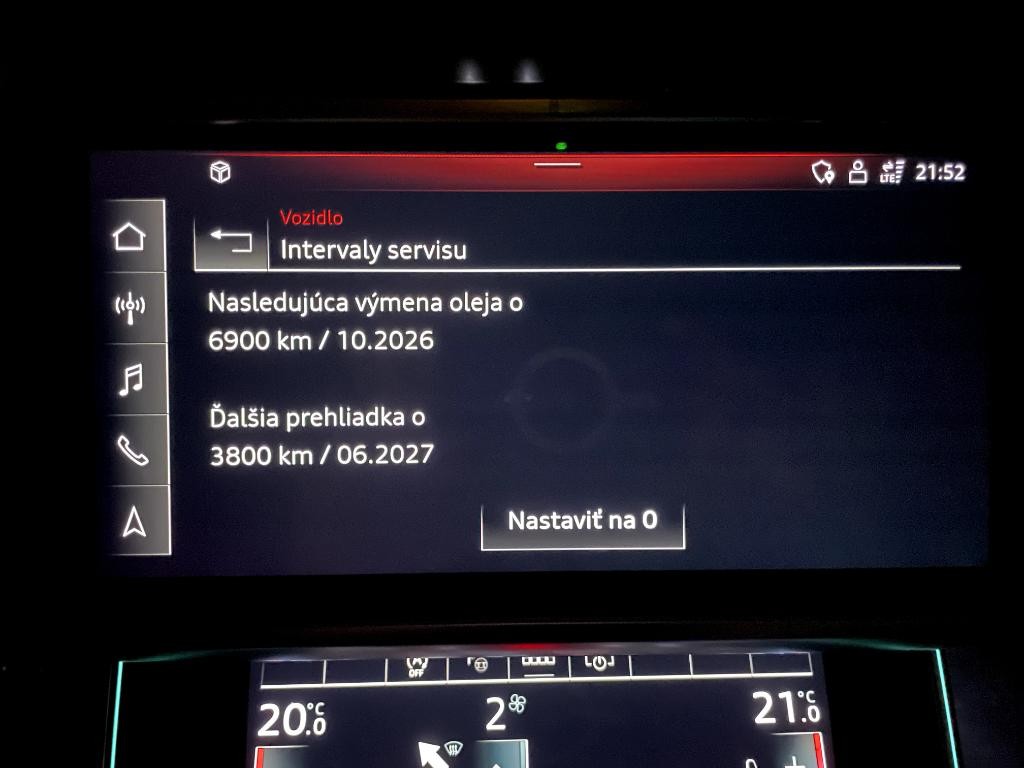 LTE 21:52
Vozidlo
Intervaly servisu
Nasledujúca výmena oleja o
6900 km / 10.2026
Ďalšia prehliadka o
3800 km / 06.2027
Nastaviť na 0
OFF
20.0°C 2 21.0°C